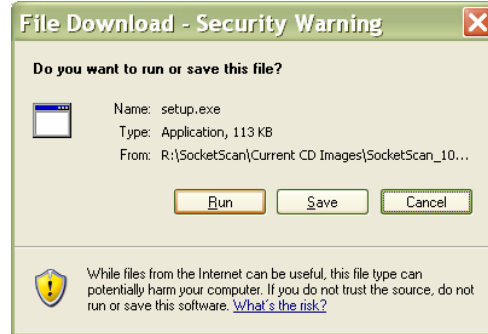 File Download - Security Warning
Do you want to run or save this file?
Name: setup.exe
Type: Application, 113 KB
From: R:\SocketScan\Current CD Images\SocketScan_10...
Run Save Cancel
While files from the Internet can be useful, this file type can
potentially harm your computer. If you do not trust the source, do not
run or save this software. What's the risk?